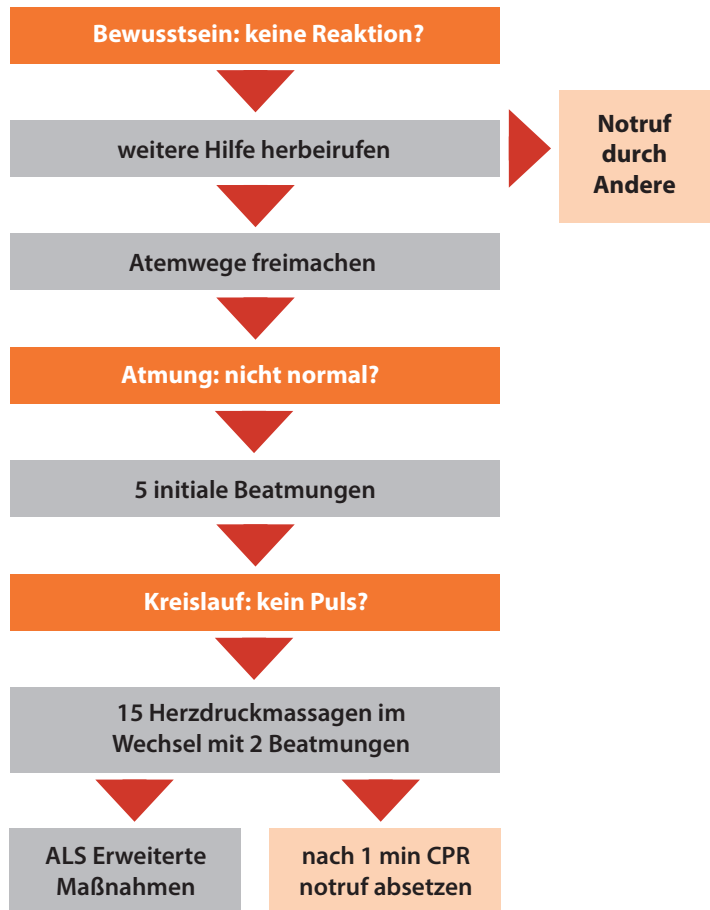 Bewusstsein: keine Reaktion?
weitere Hilfe herbeirufen
Notruf
durch
Andere
Atemwege freimachen
Atmung: nicht normal?
5 initiale Beatmungen
Kreislauf: kein Puls?
15 Herzdruckmassagen im
Wechsel mit 2 Beatmungen
ALS Erweiterte
Maßnahmen
nach 1 min CPR
notruf absetzen